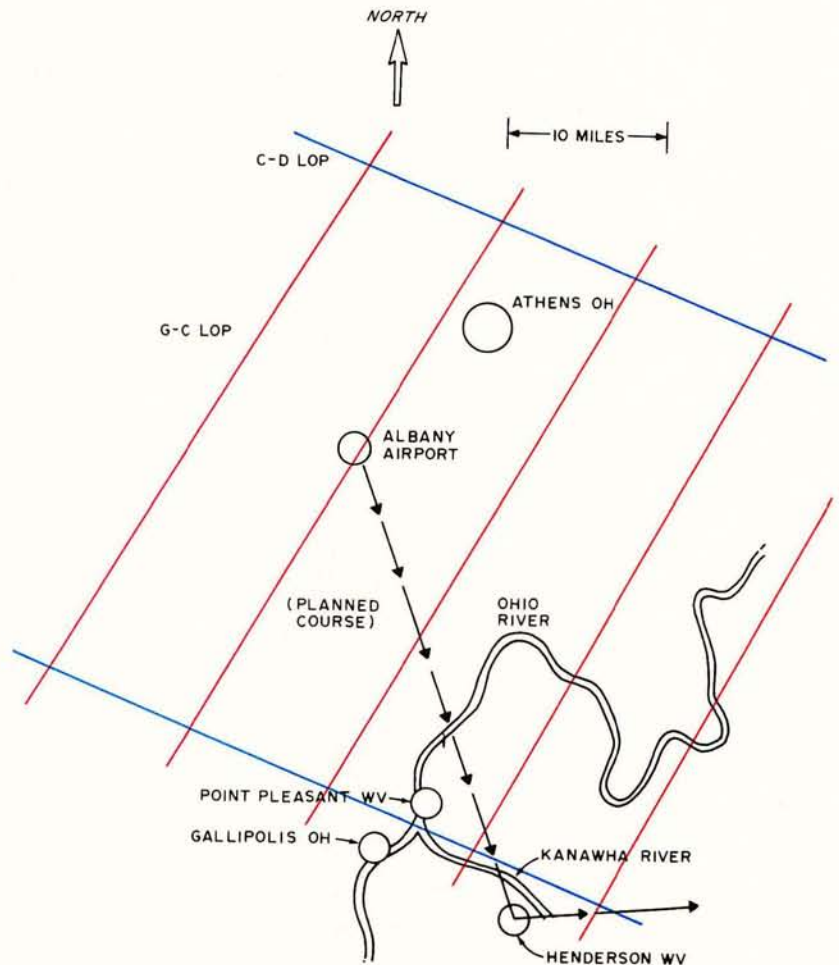 NORTH
10 MILES
C-D LOP
ATHENS OH
G-C LOP
ALBANY
AIRPORT
(PLANNED
COURSE)
OHIO
RIVER
POINT PLEASANT WV
GALLIPOLIS OH
KANAWHA RIVER
HENDERSON WV